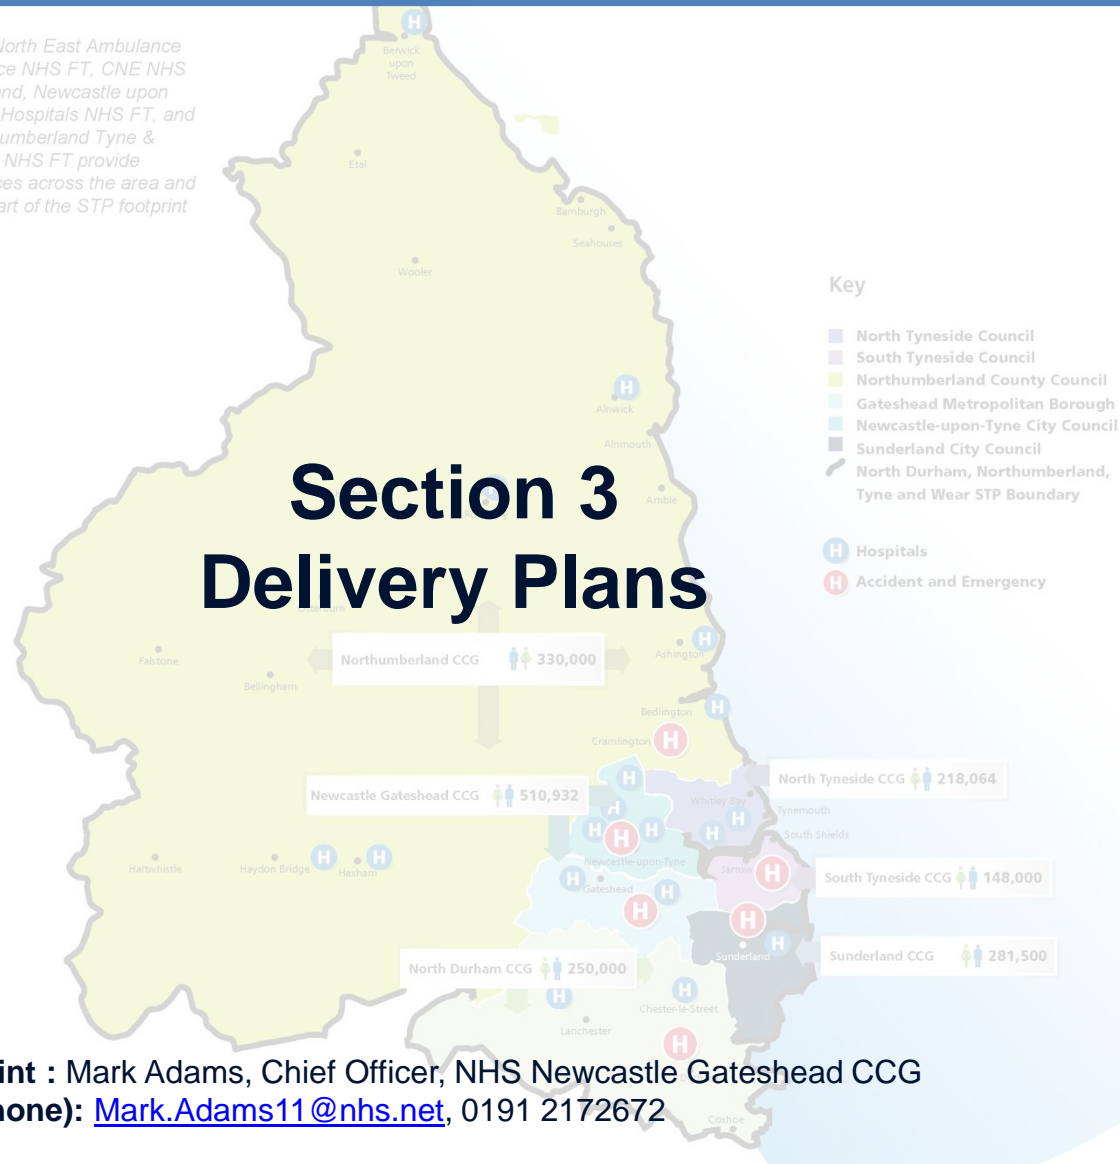 North East Ambulance
ce NHS FT, CNE NHS
nd, Newcastle upon
Hospitals NHS FT, and
umberland Tyne &
NHS FT provide
ces across the area and
art of the STP footprint
Berwick
upon
Tweed
Etal
Bamburgh
Seahouses
Wooler
Key
North Tyneside Council
South Tyneside Council
Northumberland County Council
Gateshead Metropolitan Borough
Newcastle-upon-Tyne City Council
Sunderland City Council
North Durham, Northumberland,
Tyne and Wear STP Boundary
H Hospitals
H Accident and Emergency
H
H
Alnwick
Alnmouth
Amble
Section 3
Delivery Plans
Falstone
Bellingham
Northumberland CCG 330,000
Ashington
H
Bedlington
H
Cramlington
H
Newcastle Gateshead CCG 510,932
North Tyneside CCG 218,064
H
H
Whitley Bay
Tynemouth
H
H
H
H
H
South Shields
Newcastle-upon-Tyne
Haltwhistle
Haydon Bridge
H
Hexham
H
Jarrow
H
South Tyneside CCG 148,000
H
Gateshead
H
H
H
Sunderland
H
Sunderland CCG 281,500
North Durham CCG 250,000
H
H
Chester-le-Street
Lanchester
H
int : Mark Adams, Chief Officer, NHS Newcastle Gateshead CCG
hone): Mark.Adams11@nhs.net, 0191 2172672
Coxhoe